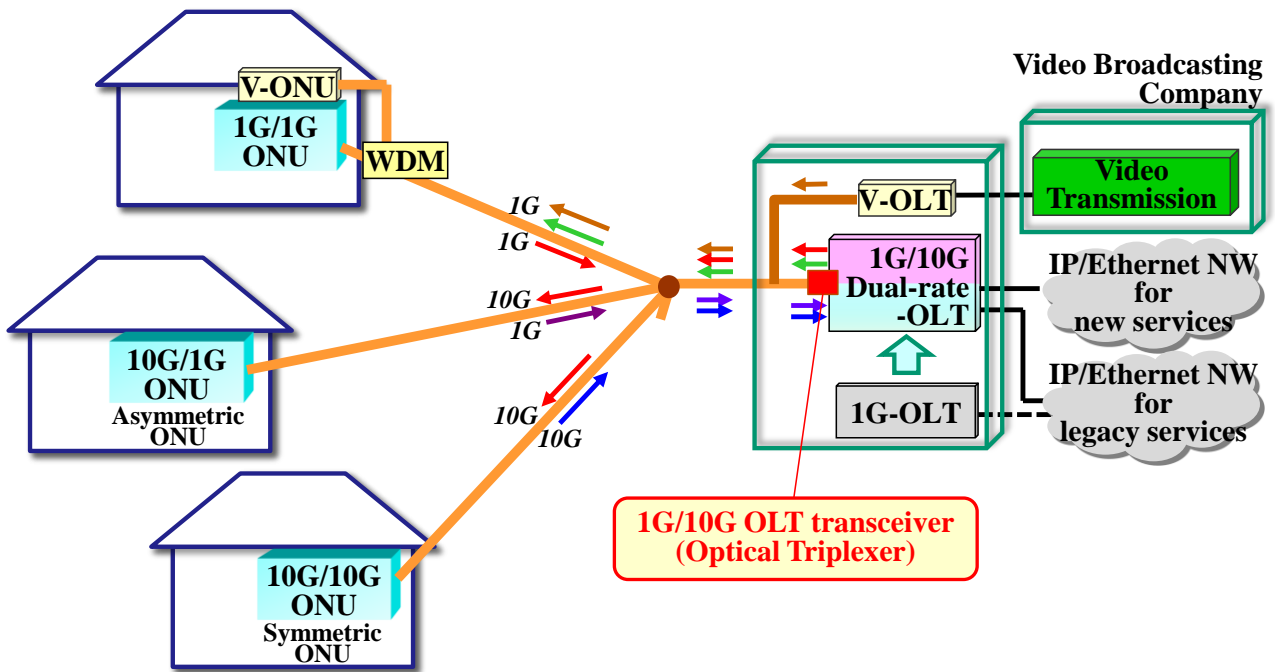 V-ONU
1G/1G
ONU
WDM
1G
1G
10G
1G
10G/1G
ONU
Asymmetric
ONU
10G
10G
10G/10G
ONU
Symmetric
ONU
Video Broadcasting
Company
Video
Transmission
V-OLT
1G/10G
Dual-rate
-OLT
1G-OLT
IP/Ethernet NW
for
new services
IP/Ethernet NW
for
legacy services
1G/10G OLT transceiver
(Optical Triplexer)